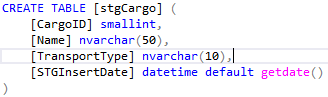 CREATE TABLE [stgCargo] (
[CargoID] smallint,
[Name] nvarchar(50),
[TransportType] nvarchar(10),
[STGInsertDate] datetime default getdate()
)